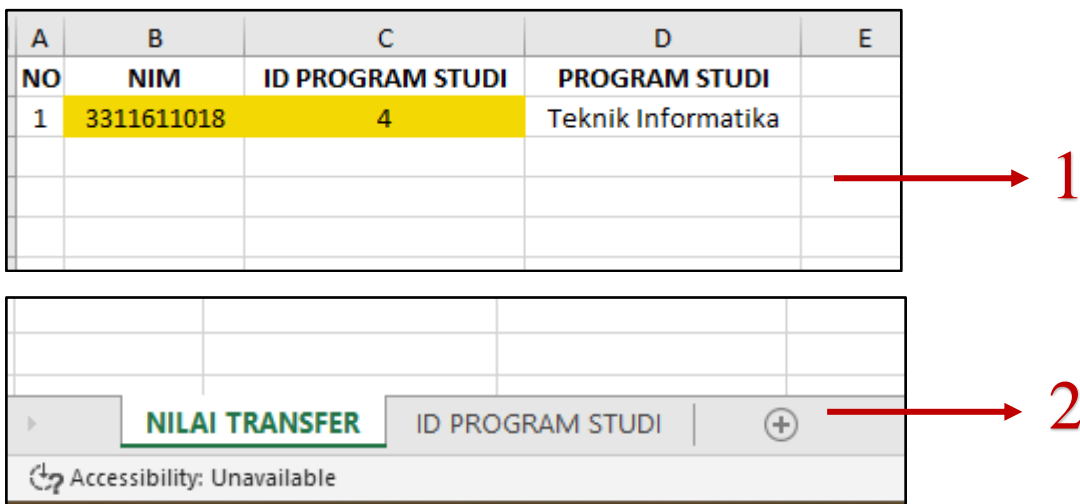 A B C D E
NO NIM ID PROGRAM STUDI PROGRAM STUDI
1 3311611018 4 Teknik Informatika
1
NILAI TRANSFER ID PROGRAM STUDI
2
Accessibility: Unavailable